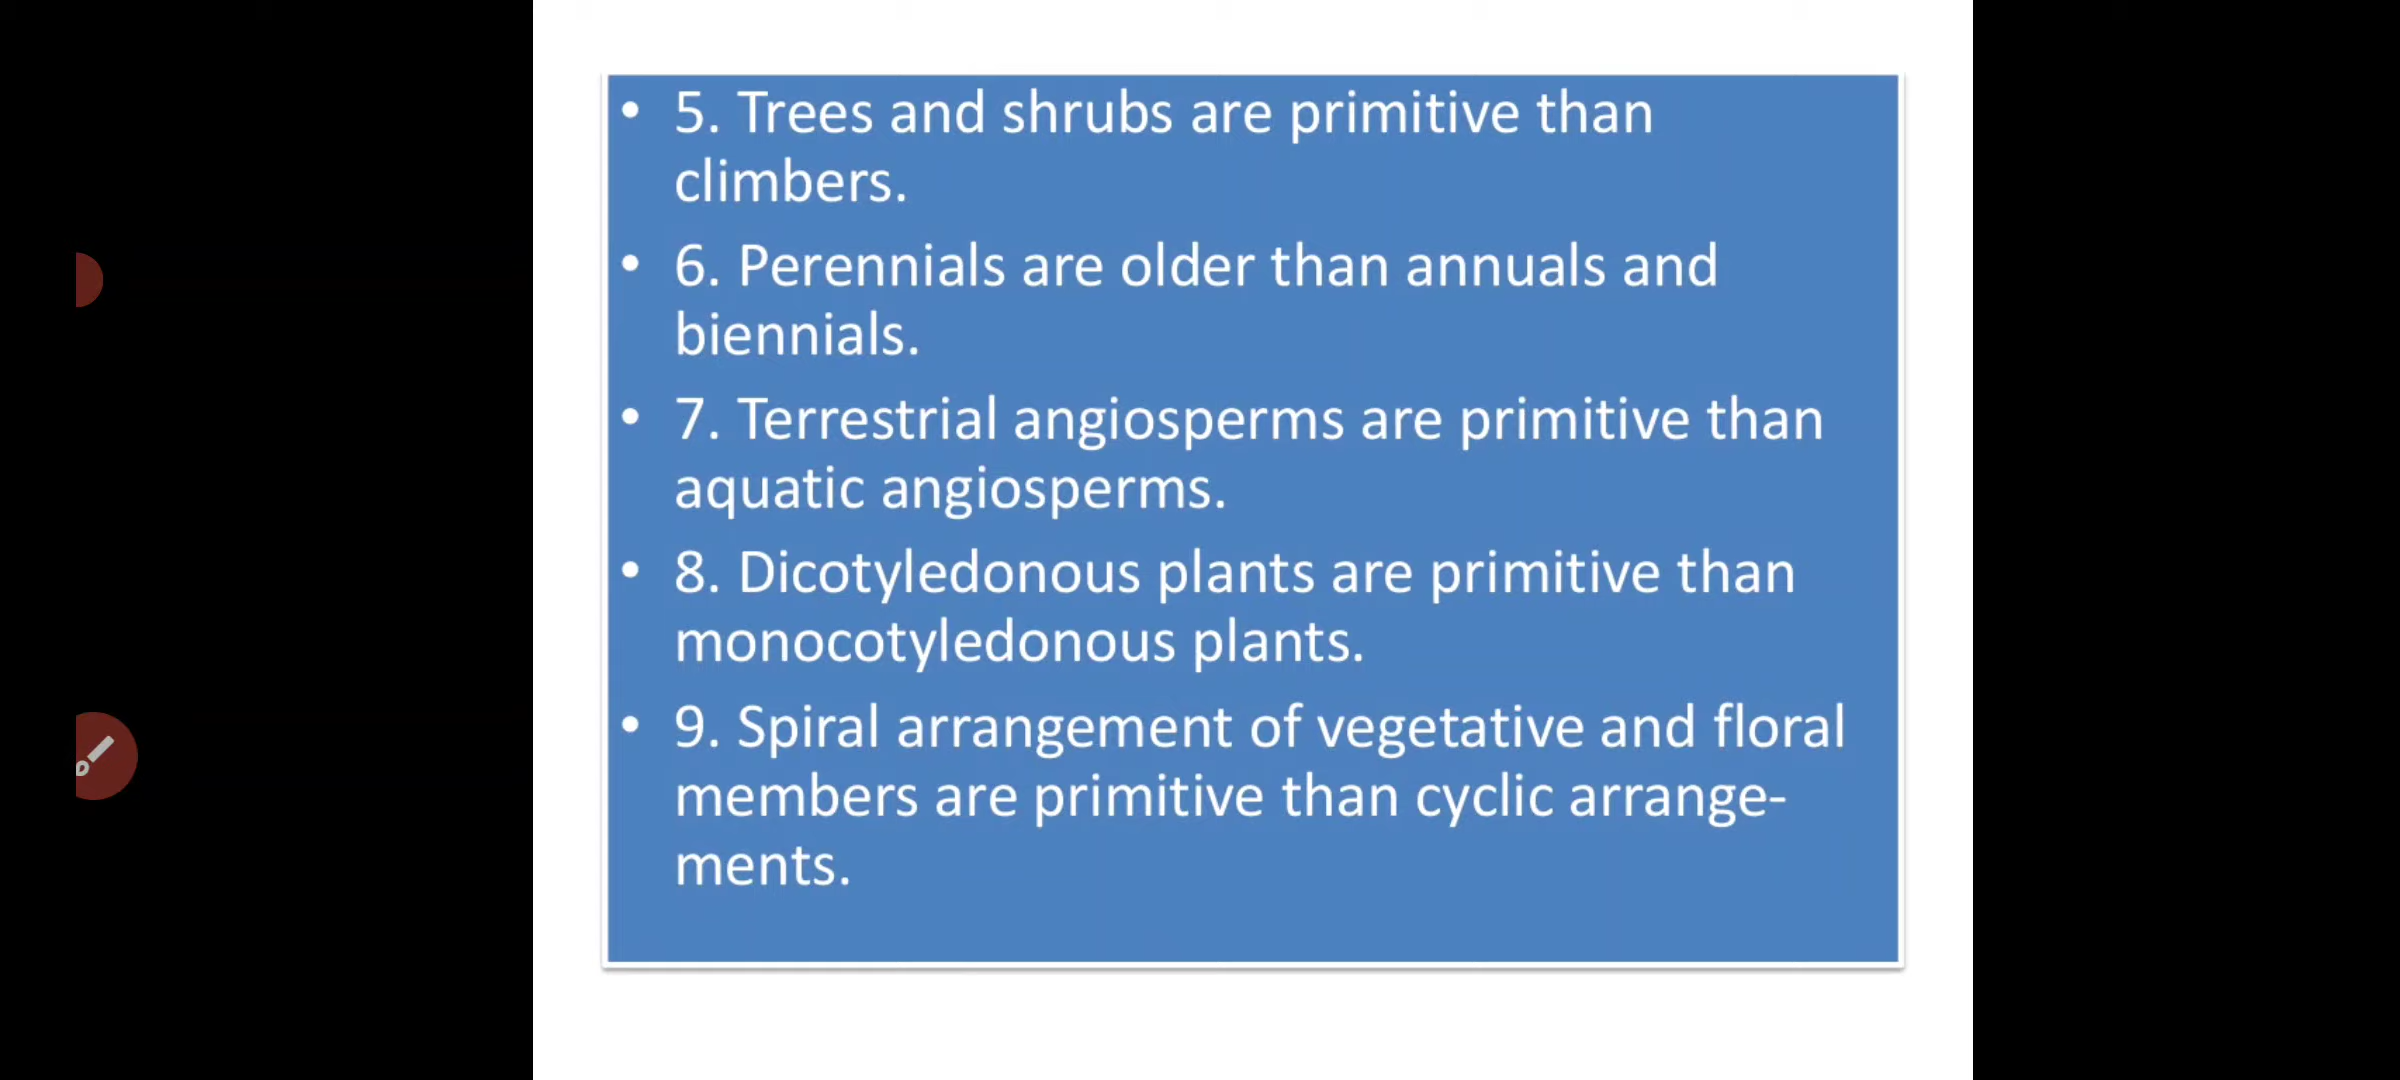 • 5. Trees and shrubs are primitive than
climbers.
• 6. Perennials are older than annuals and
biennials.
• 7. Terrestrial angiosperms are primitive than
aquatic angiosperms.
• 8. Dicotyledonous plants are primitive than
monocotyledonous plants.
• 9. Spiral arrangement of vegetative and floral
members are primitive than cyclic arrange-
ments.